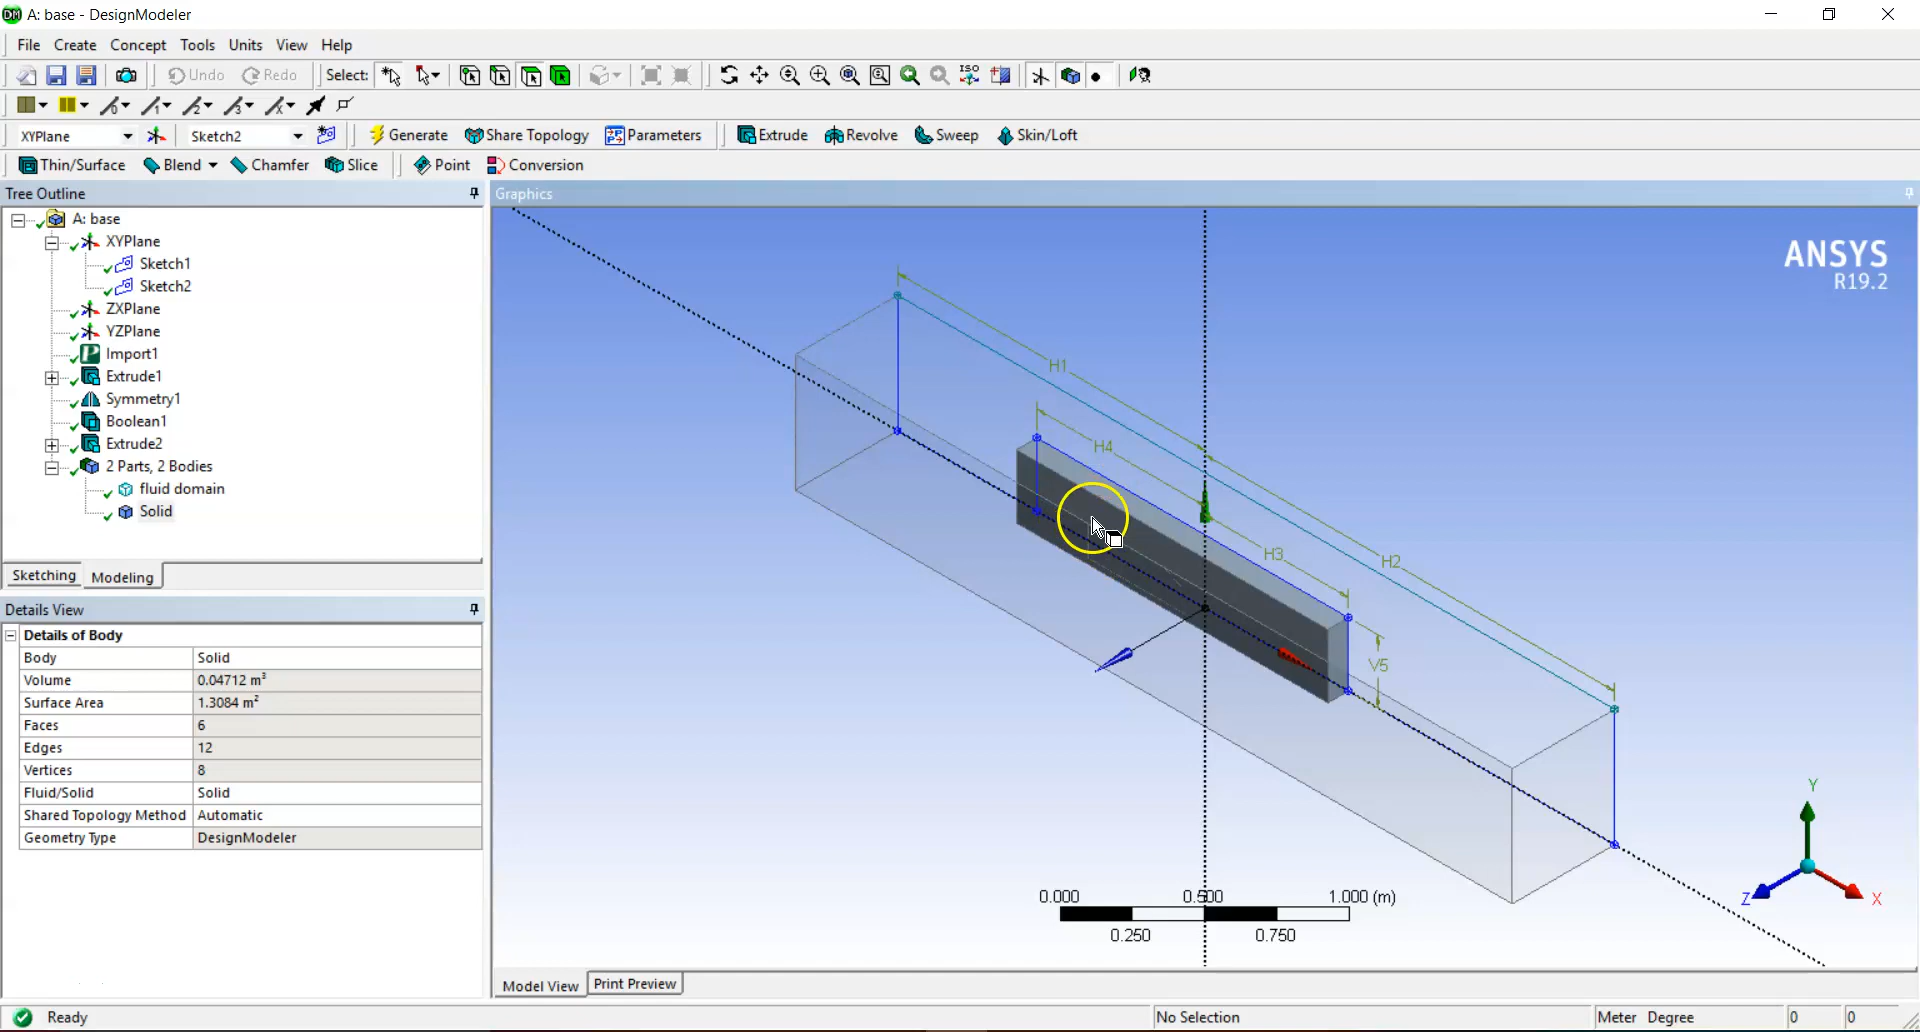 A: base - DesignModeler
File Create Concept Tools Units View Help
Undo Redo Select: ISO
XYPlane Sketch2 Generate Share Topology Parameters Extrude Revolve Sweep Skin/Loft
Thin/Surface Blend Chamfer Slice Point Conversion
Tree Outline
A: base
XYPlane
Sketch1
Sketch2
ZXPlane
YZPlane
Import1
Extrude1
Symmetry1
Boolean1
Extrude2
2 Parts, 2 Bodies
fluid domain
Solid
Sketching Modeling
Details View
Details of Body
Body Solid
Volume 0.04712 m³
Surface Area 1.3084 m²
Faces 6
Edges 12
Vertices 8
Fluid/Solid Solid
Shared Topology Method Automatic
Geometry Type DesignModeler
Graphics
ANSYS
R19.2
H1
H4
H3
H2
V5
Y
Z
X
0.000 0.500 1.000 (m)
0.250 0.750
Model View Print Preview
Ready No Selection Meter Degree 0 0